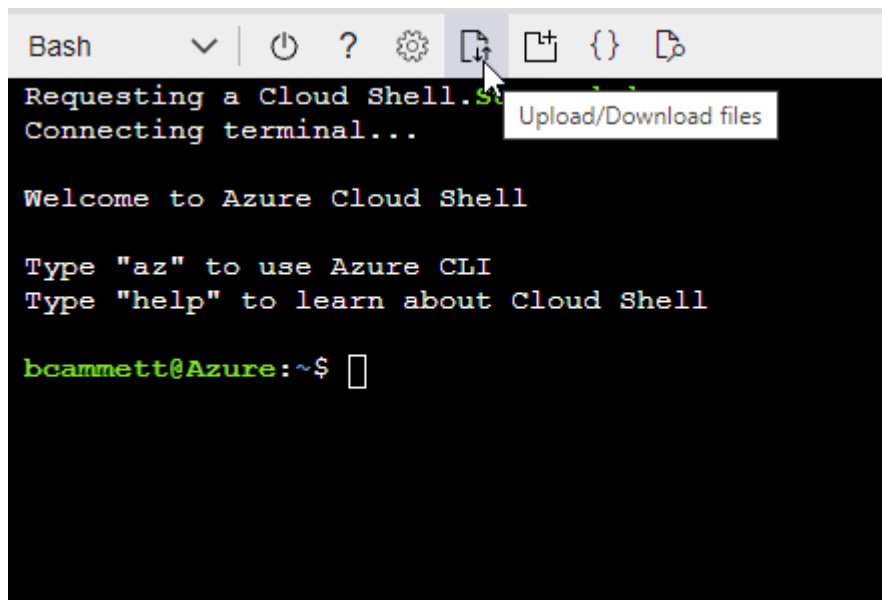 Bash
?
{}
Requesting a Cloud Shell.
Upload/Download files
Connecting terminal...
Welcome to Azure Cloud Shell
Type "az" to use Azure CLI
Type "help" to learn about Cloud Shell
bcammett@Azure:~$